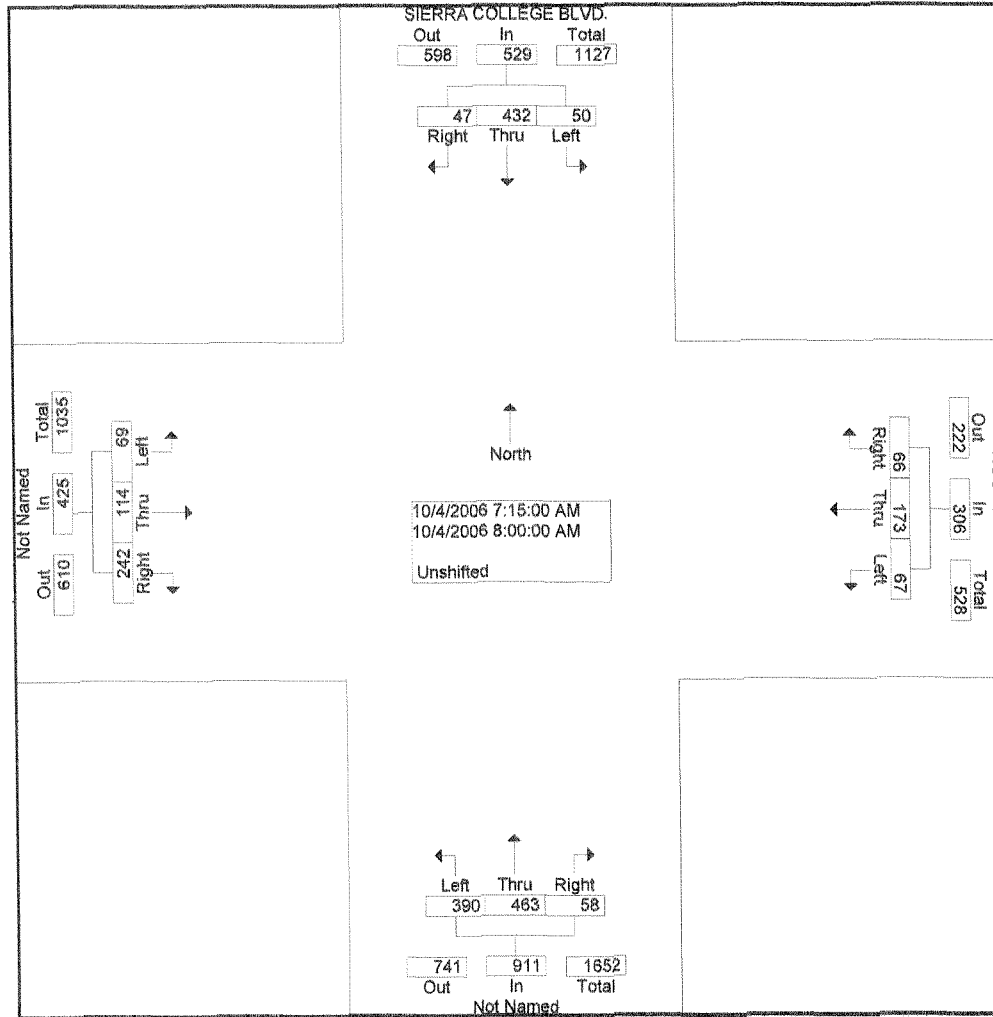 SIERRA COLLEGE BLVD.
Out In Total
598 529 1127
47 432 50
Right Thru Left
Total 1035
In 425
Out 610
Not Named
69 114 242
Left Thru Right
North
10/4/2006 7:15:00 AM
10/4/2006 8:00:00 AM
Unshifted
Right Thru Left
66 173 67
Out 222
In 306
Total 528
Left Thru Right
390 463 58
741 911 1652
Out In Total
Not Named